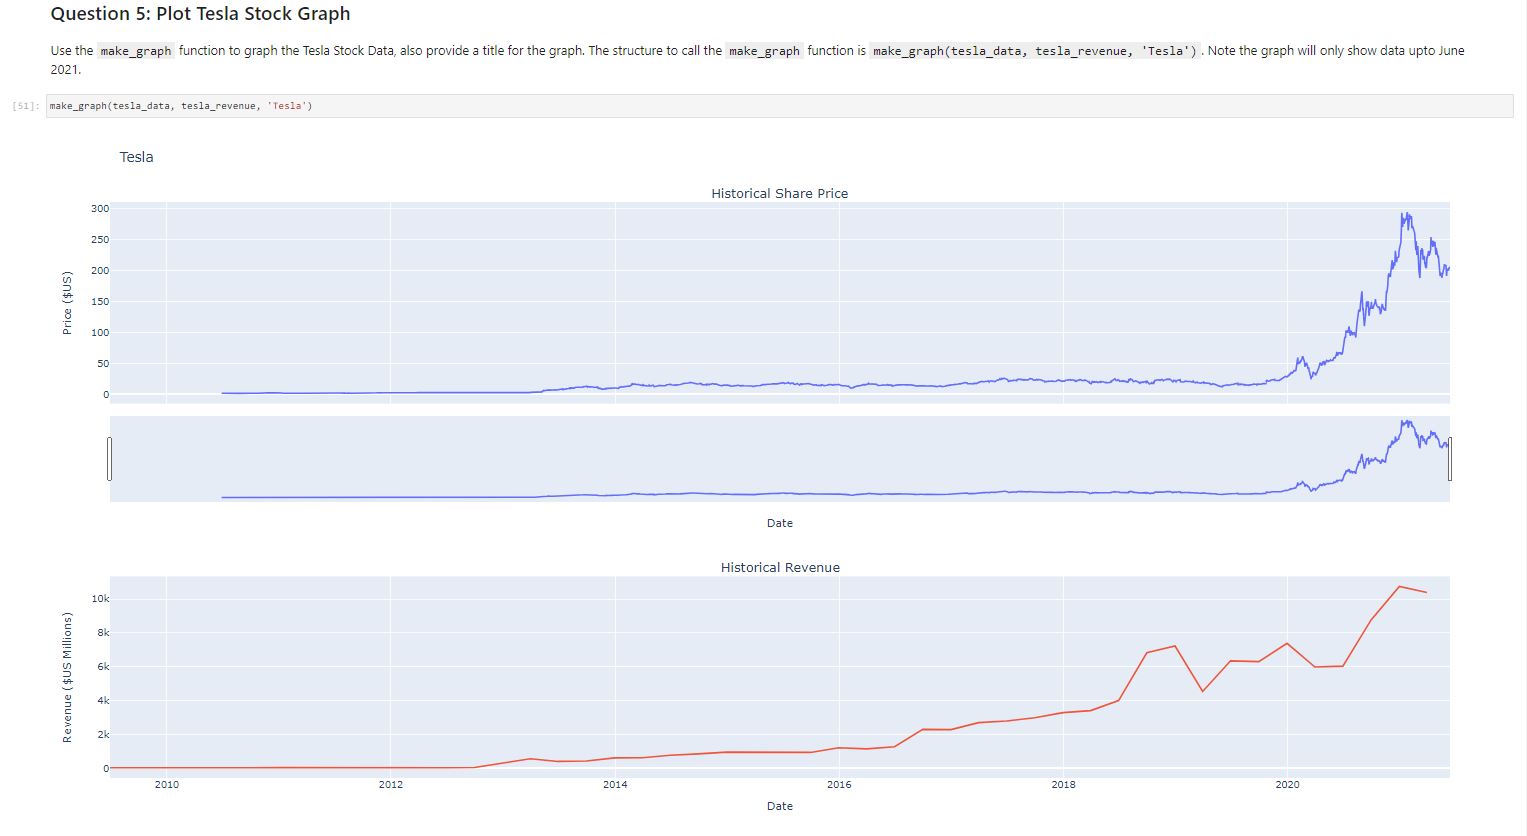 Question 5: Plot Tesla Stock Graph
Use the make_graph function to graph the Tesla Stock Data, also provide a title for the graph. The structure to call the make_graph function is make_graph(tesla_data, tesla_revenue, 'Tesla') . Note the graph will only show data upto June
2021.
[51]: make_graph(tesla_data, tesla_revenue, 'Tesla')
Tesla
Historical Share Price
Price ($US)
300
250
200
150
100
50
0
Date
Historical Revenue
Revenue ($US Millions)
10k
8k
6k
4k
2k
0
2010 2012 2014 2016 2018 2020
Date